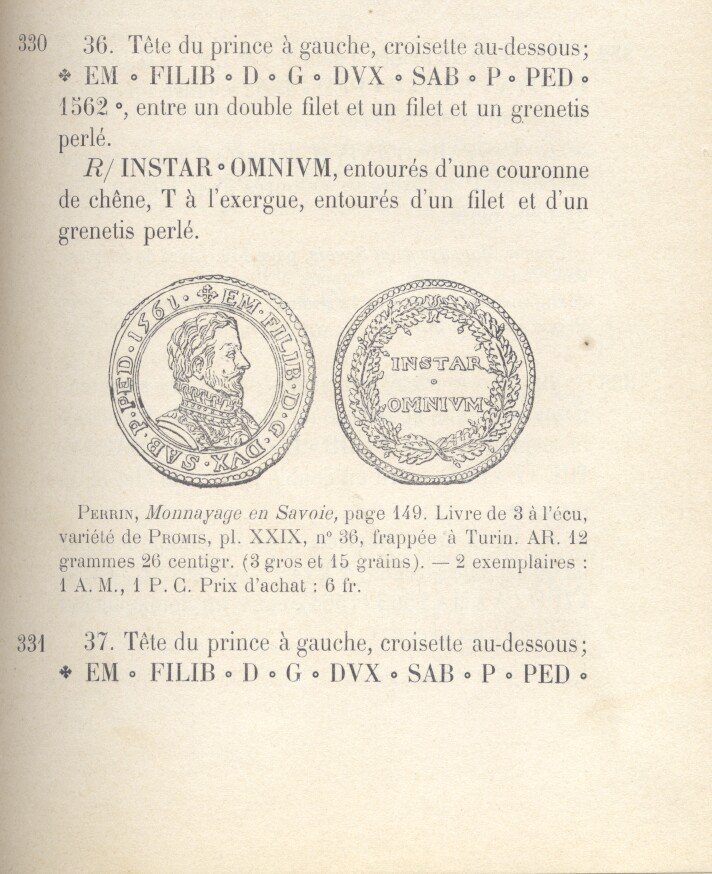 330 36. Tête du prince à gauche, croisette au-dessous;
✤ EM ∘ FILIB ∘ D ∘ G ∘ DVX ∘ SAB ∘ P ∘ PED ∘
1562 ∘, entre un double filet et un filet et un grenetis
perlé.
R/ INSTAR ∘ OMNIVM, entourés d'une couronne
de chêne, T à l'exergue, entourés d'un filet et d'un
grenetis perlé.
✤ EM · FILIB · D · G · DVX · SAB · P · PED · 1561 ·
INSTAR
∘
OMNIVM
PERRIN, Monnayage en Savoie, page 149. Livre de 3 à l'écu,
variété de PROMIS, pl. XXIX, n° 36, frappée à Turin. AR. 12
grammes 26 centigr. (3 gros et 15 grains). — 2 exemplaires :
1 A. M., 1 P. C. Prix d'achat : 6 fr.
331 37. Tête du prince à gauche, croisette au-dessous;
✤ EM ∘ FILIB ∘ D ∘ G ∘ DVX ∘ SAB ∘ P ∘ PED ∘